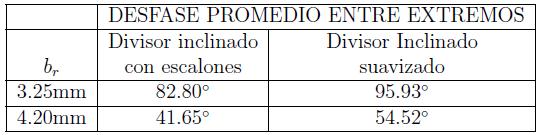 DESFASE PROMEDIO ENTRE EXTREMOS
Divisor inclinado Divisor Inclinado
b_r con escalones suavizado
3.25mm 82.80° 95.93°
4.20mm 41.65° 54.52°